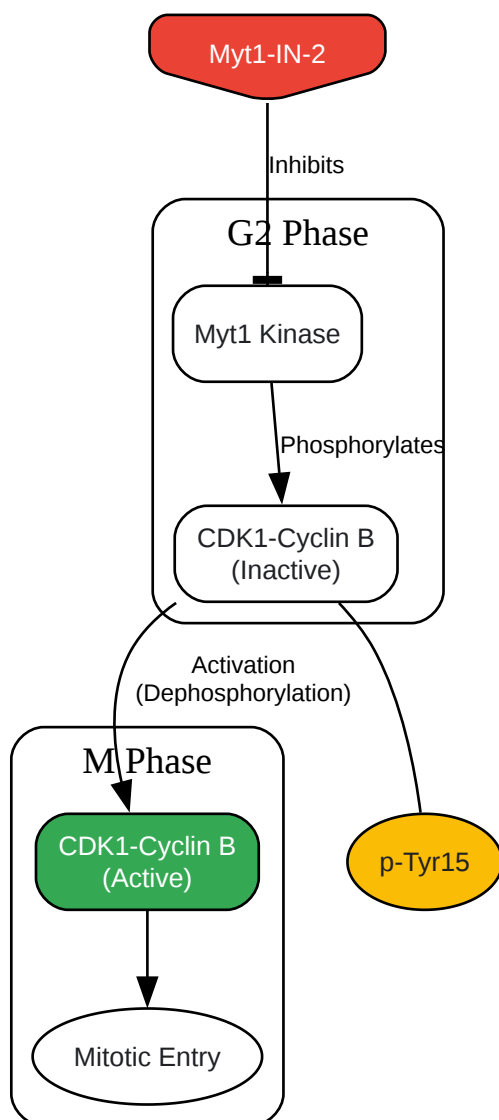 Myt1-IN-2
Inhibits
G2 Phase
Myt1 Kinase
Phosphorylates
CDK1-Cyclin B
(Inactive)
Activation
(Dephosphorylation)
M Phase
CDK1-Cyclin B
(Active)
p-Tyr15
Mitotic Entry